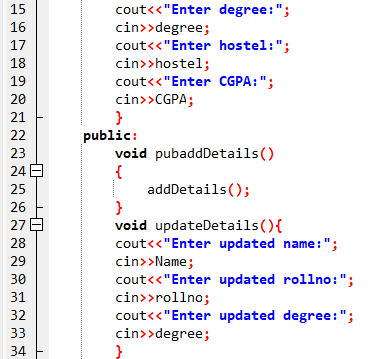 15 cout<<"Enter degree:";
16 cin>>degree;
17 cout<<"Enter hostel:";
18 cin>>hostel;
19 cout<<"Enter CGPA:";
20 cin>>CGPA;
21 }
22 public:
23 void pubaddDetails()
24 {
25 addDetails();
26 }
27 void updateDetails(){
28 cout<<"Enter updated name:";
29 cin>>Name;
30 cout<<"Enter updated rollno:";
31 cin>>rollno;
32 cout<<"Enter updated degree:";
33 cin>>degree;
34 }